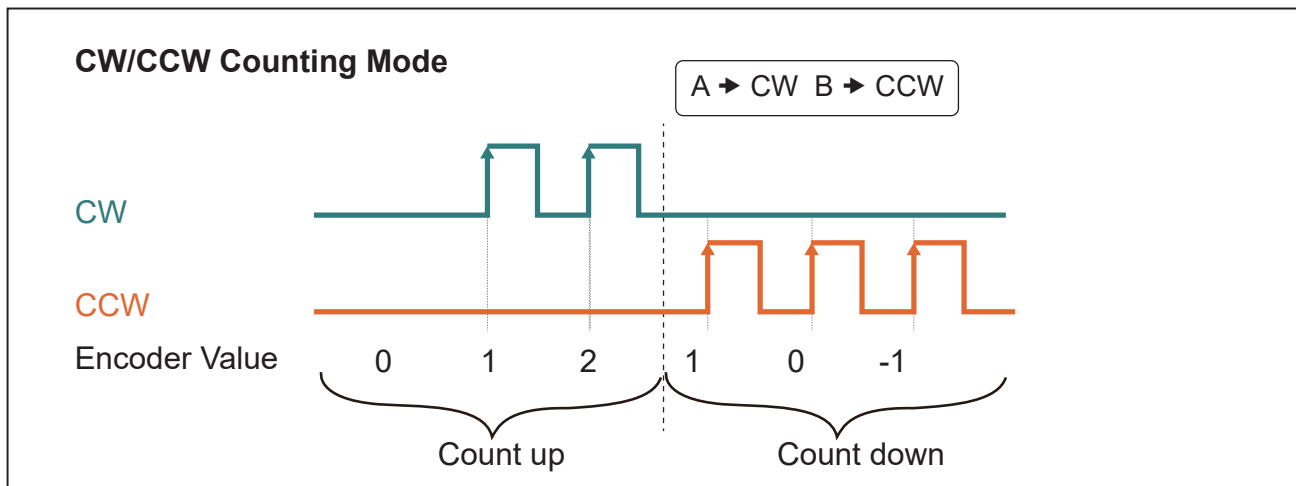 CW/CCW Counting Mode
A → CW B → CCW
CW
CCW
Encoder Value 0 1 2 1 0 -1
Count up Count down